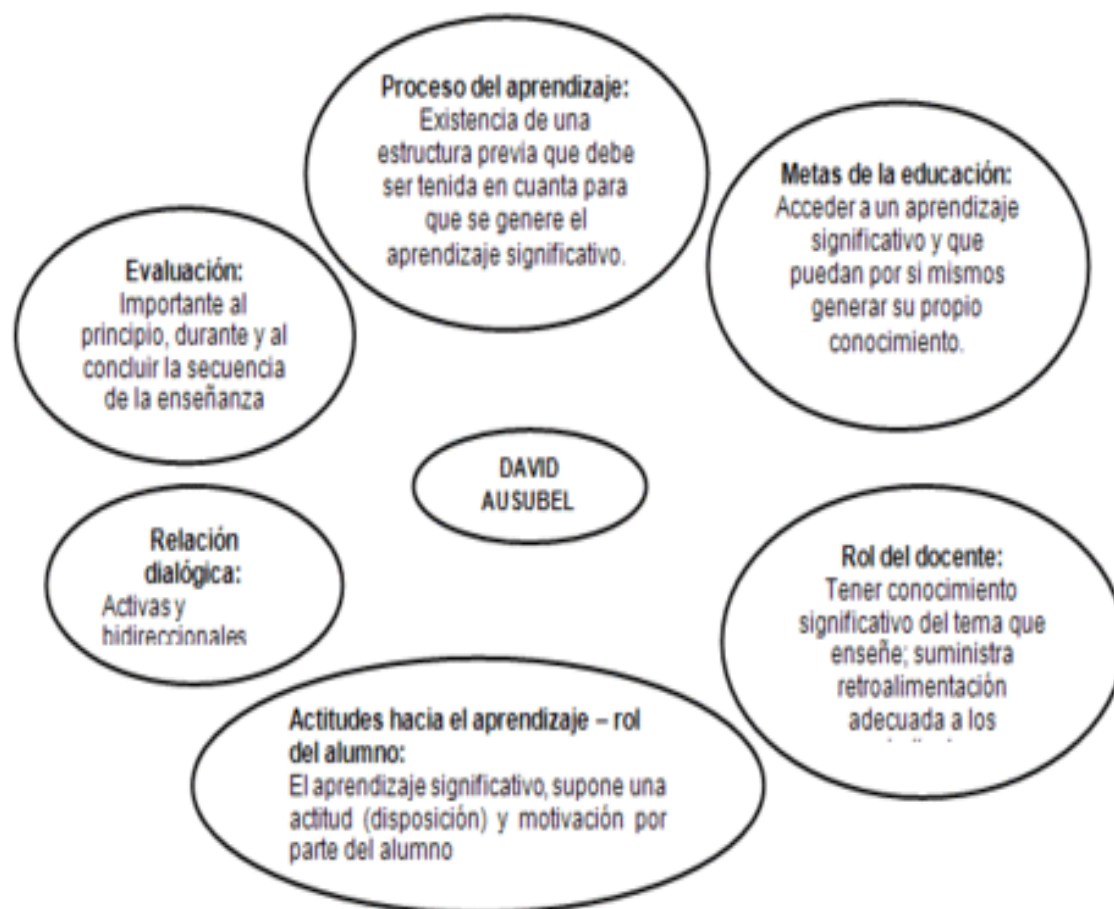 Proceso del aprendizaje:
Existencia de una
estructura previa que debe
ser tenida en cuanta para
que se genere el
aprendizaje significativo.
Metas de la educación:
Acceder a un aprendizaje
significativo y que
puedan por si mismos
generar su propio
conocimiento.
Evaluación:
Importante al
principio, durante y al
concluir la secuencia
de la enseñanza
DAVID
AUSUBEL
Relación
dialógica:
Activas y
bidireccionales
Rol del docente:
Tener conocimiento
significativo del tema que
enseñe; suministra
retroalimentación
adecuada a los
Actitudes hacia el aprendizaje – rol
del alumno:
El aprendizaje significativo, supone una
actitud (disposición) y motivación por
parte del alumno